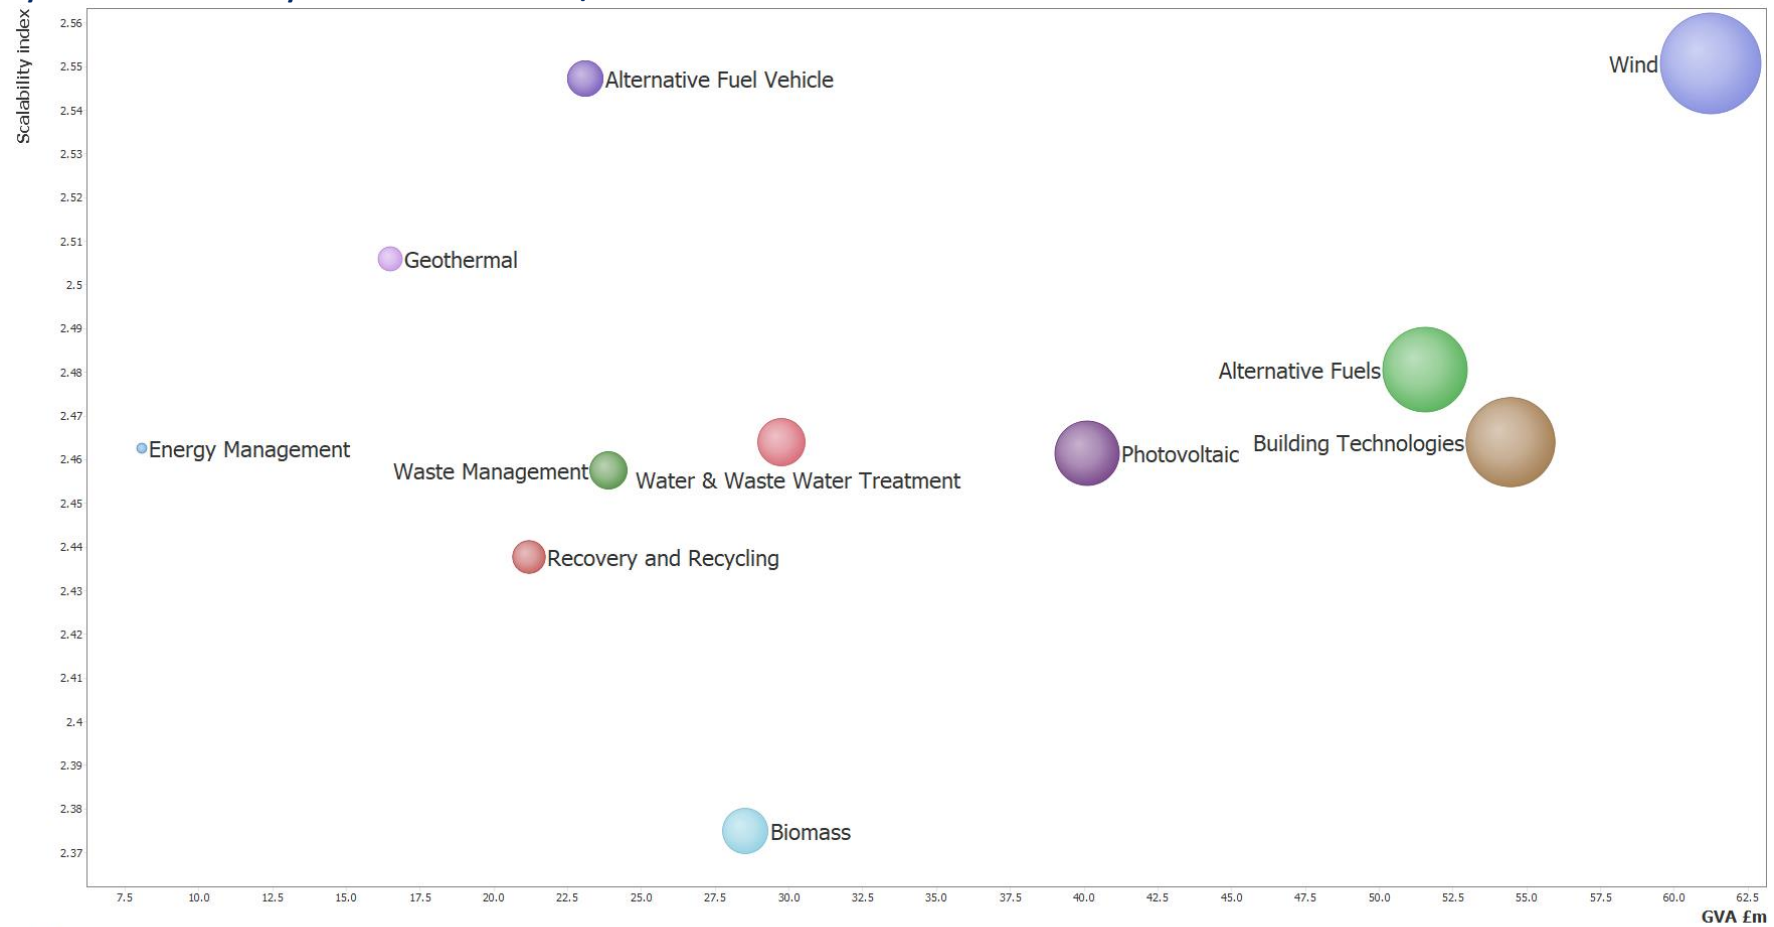 Scalability index
2.56
2.55
2.54
2.53
2.52
2.51
2.5
2.49
2.48
2.47
2.46
2.45
2.44
2.43
2.42
2.41
2.4
2.39
2.38
2.37
Wind
Alternative Fuel Vehicle
Geothermal
Alternative Fuels
Building Technologies
Energy Management
Photovoltaic
Waste Management
Water & Waste Water Treatment
Recovery and Recycling
Biomass
7.5 10.0 12.5 15.0 17.5 20.0 22.5 25.0 27.5 30.0 32.5 35.0 37.5 40.0 42.5 45.0 47.5 50.0 52.5 55.0 57.5 60.0 62.5
GVA £m